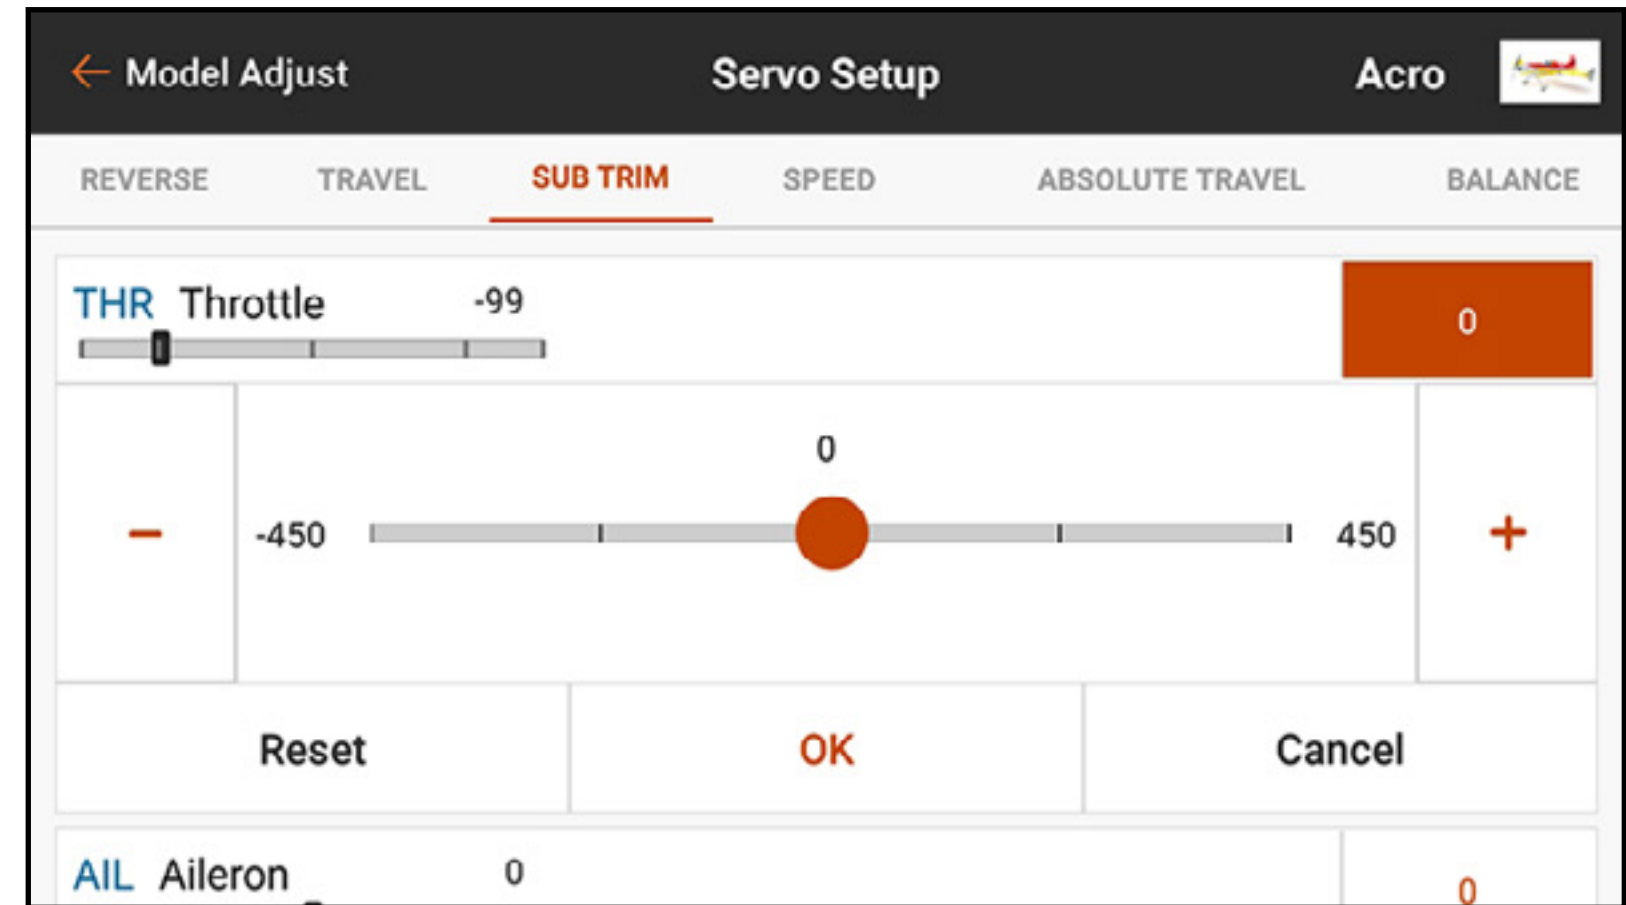 ← Model Adjust Servo Setup Acro
REVERSE TRAVEL SUB TRIM SPEED ABSOLUTE TRAVEL BALANCE
THR Throttle -99 0
0
- -450 450 +
Reset OK Cancel
AIL Aileron 0 0